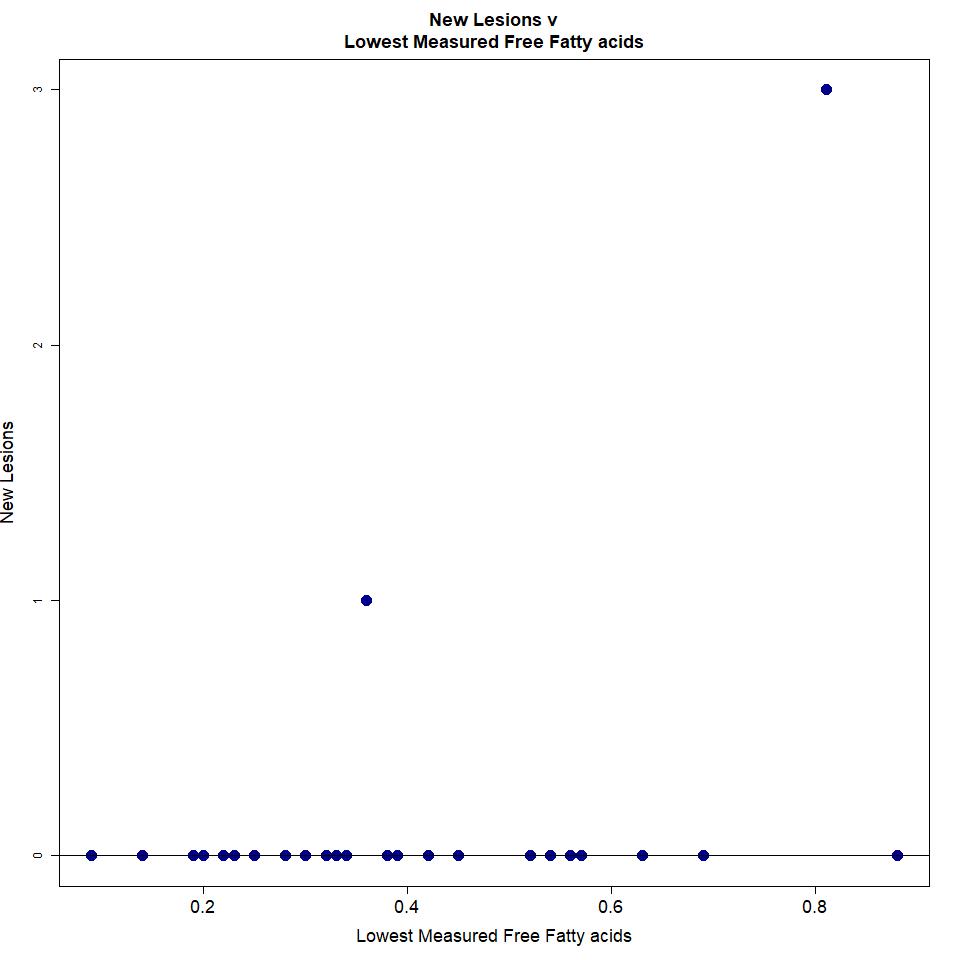 New Lesions v
Lowest Measured Free Fatty acids
3
2
1
0
New Lesions
0.2 0.4 0.6 0.8
Lowest Measured Free Fatty acids